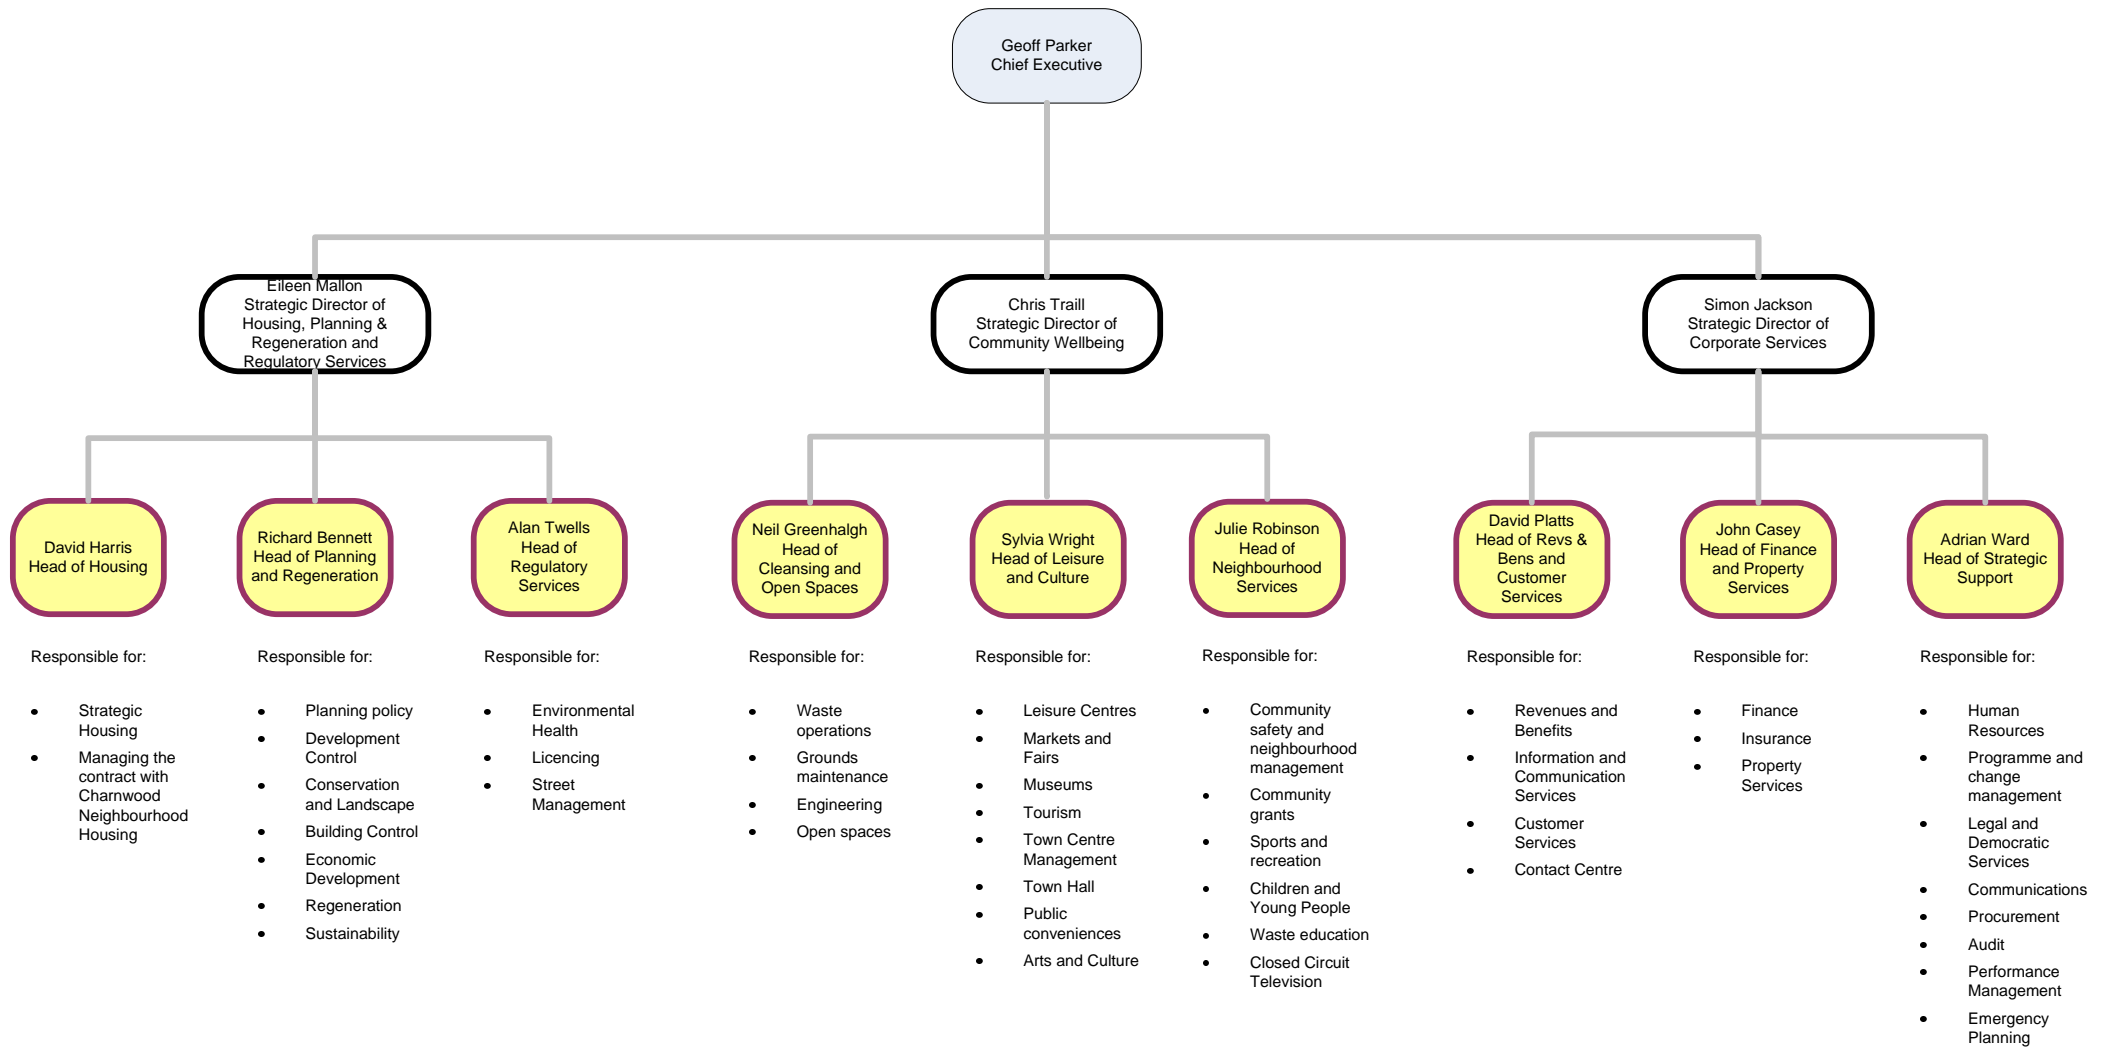 Geoff Parker
Chief Executive
Eileen Mallon
Strategic Director of
Housing, Planning &
Regeneration and
Regulatory Services
Chris Traill
Strategic Director of
Community Wellbeing
Simon Jackson
Strategic Director of
Corporate Services
David Harris
Head of Housing
Richard Bennett
Head of Planning
and Regeneration
Alan Twells
Head of
Regulatory
Services
Neil Greenhalgh
Head of
Cleansing and
Open Spaces
Sylvia Wright
Head of Leisure
and Culture
Julie Robinson
Head of
Neighbourhood
Services
David Platts
Head of Revs &
Bens and
Customer
Services
John Casey
Head of Finance
and Property
Services
Adrian Ward
Head of Strategic
Support
Responsible for:
• Strategic
Housing
• Managing the
contract with
Charnwood
Neighbourhood
Housing
Responsible for:
• Planning policy
• Development
Control
• Conservation
and Landscape
• Building Control
• Economic
Development
• Regeneration
• Sustainability
Responsible for:
• Environmental
Health
• Licencing
• Street
Management
Responsible for:
• Waste
operations
• Grounds
maintenance
• Engineering
• Open spaces
Responsible for:
• Leisure Centres
• Markets and
Fairs
• Museums
• Tourism
• Town Centre
Management
• Town Hall
• Public
conveniences
• Arts and Culture
Responsible for:
• Community
safety and
neighbourhood
management
• Community
grants
• Sports and
recreation
• Children and
Young People
• Waste education
• Closed Circuit
Television
Responsible for:
• Revenues and
Benefits
• Information and
Communication
Services
• Customer
Services
• Contact Centre
Responsible for:
• Finance
• Insurance
• Property
Services
Responsible for:
• Human
Resources
• Programme and
change
management
• Legal and
Democratic
Services
• Communications
• Procurement
• Audit
• Performance
Management
• Emergency
Planning